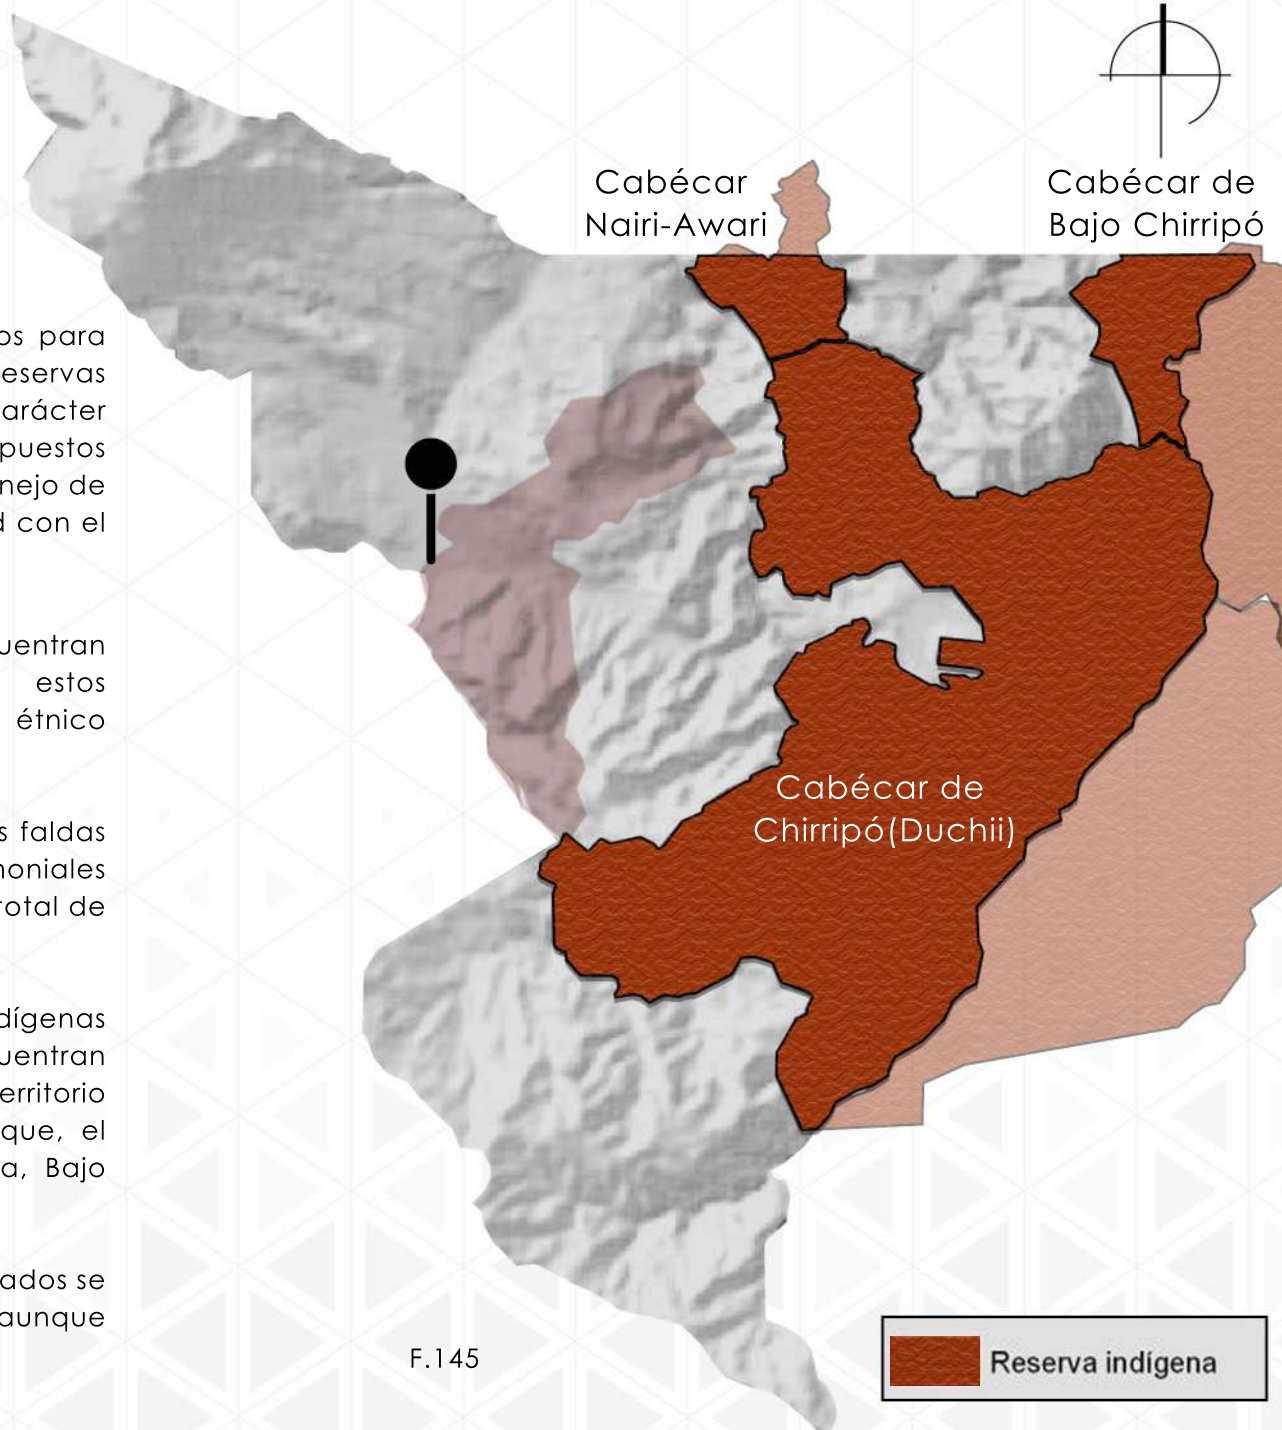 os para
eservas
arácter
puestos
nejo de
d con el
uentran
estos
étnico
s faldas
noniales
total de
dígenas
uentran
erritorio
que, el
a, Bajo
ados se
aunque
Cabécar
Nairi-Awari
Cabécar de
Bajo Chirripó
Cabécar de
Chirripó(Duchii)
F.145
Reserva indígena